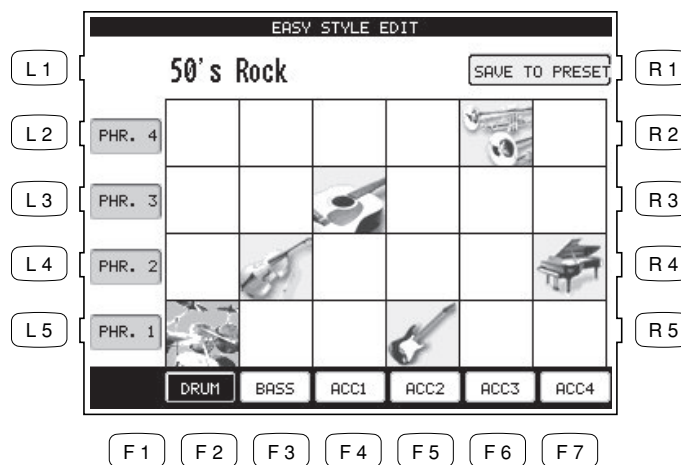 EASY STYLE EDIT
L 1
50's Rock
SAVE TO PRESET
R 1
L 2
PHR. 4
R 2
L 3
PHR. 3
R 3
L 4
PHR. 2
R 4
L 5
PHR. 1
R 5
DRUM BASS ACC1 ACC2 ACC3 ACC4
F 1 F 2 F 3 F 4 F 5 F 6 F 7